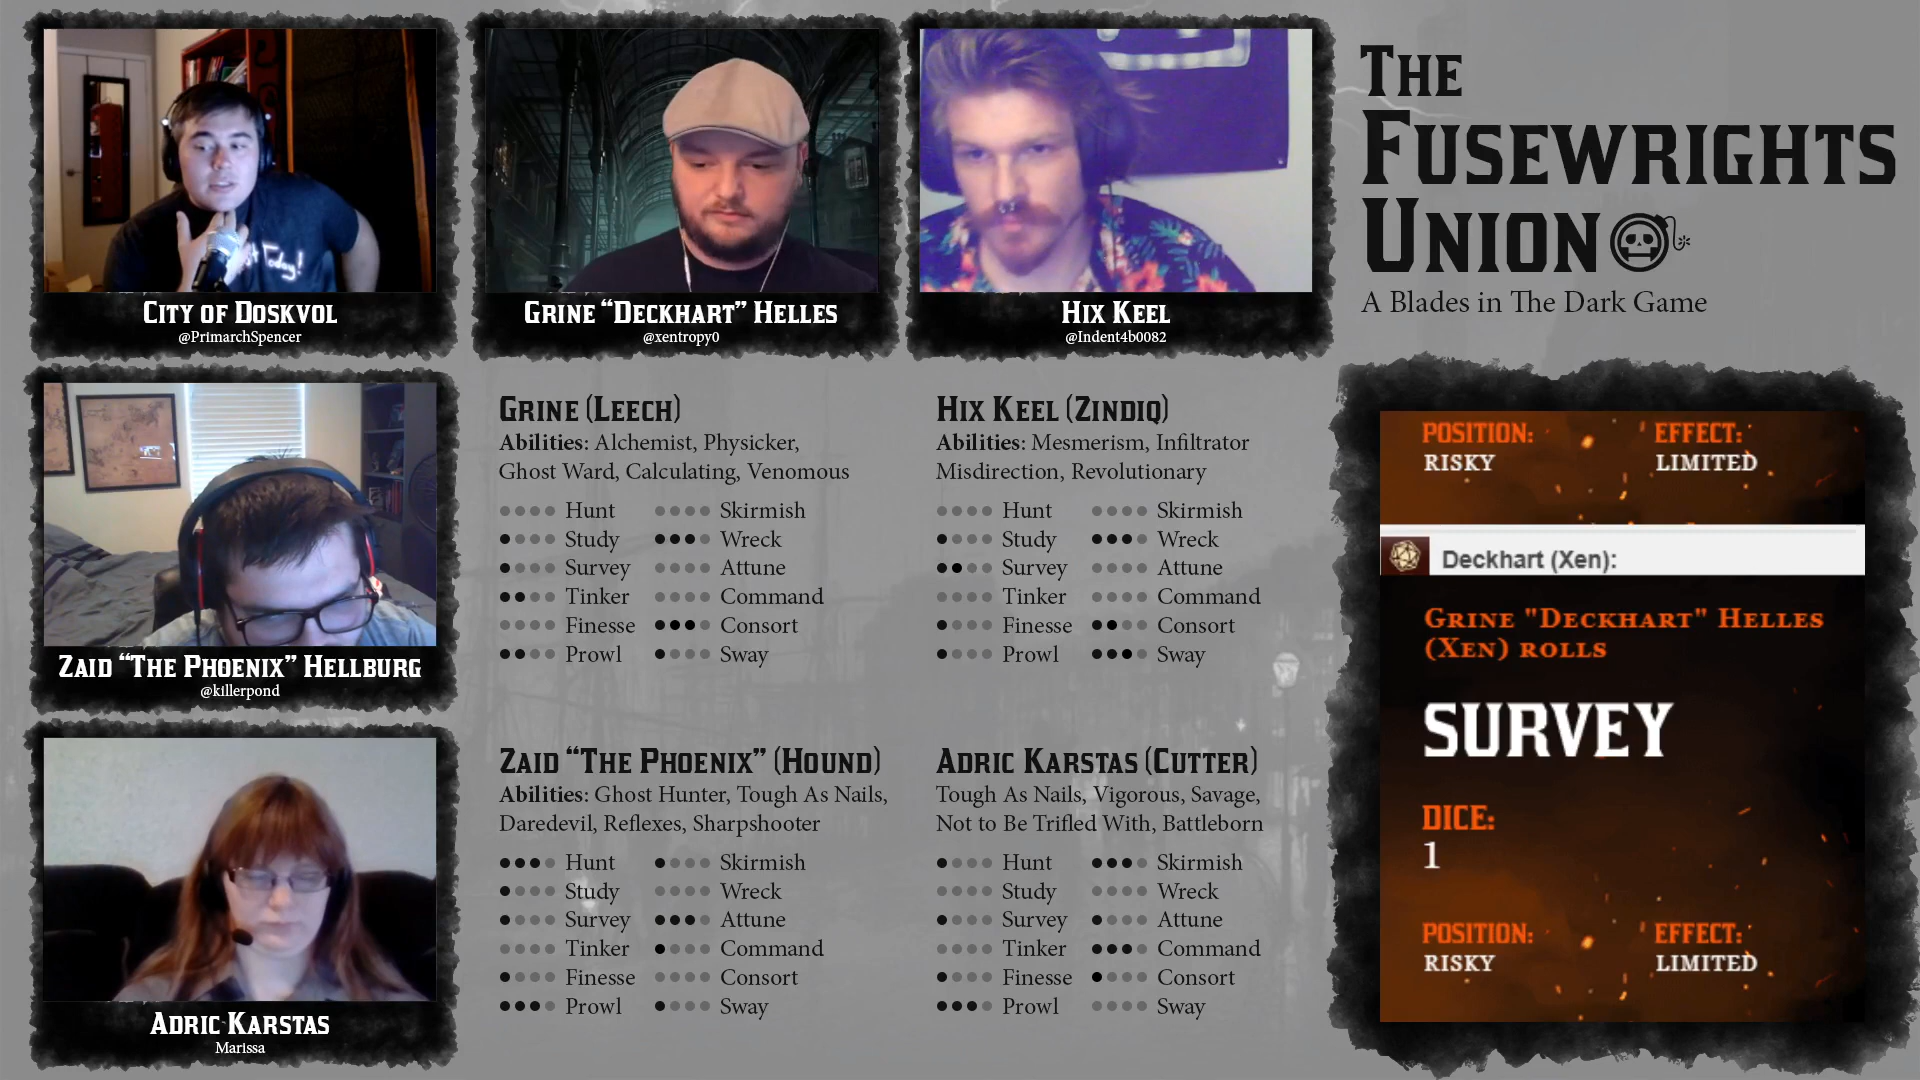 The
Fusewrights
Union
A Blades in The Dark Game
City of Doskvol
@PrimarchSpencer
Grine “Deckhart” Helles
@xentropy0
Hix Keel
@Indent4b0082
Zaid “The Phoenix” Hellburg
@killerpond
Adric Karstas
Marissa
Grine (Leech)
Abilities: Alchemist, Physicker,
Ghost Ward, Calculating, Venomous
Hunt Skirmish
Study Wreck
Survey Attune
Tinker Command
Finesse Consort
Prowl Sway
Hix Keel (Zindiq)
Abilities: Mesmerism, Infiltrator
Misdirection, Revolutionary
Hunt Skirmish
Study Wreck
Survey Attune
Tinker Command
Finesse Consort
Prowl Sway
Zaid “The Phoenix” (Hound)
Abilities: Ghost Hunter, Tough As Nails,
Daredevil, Reflexes, Sharpshooter
Hunt Skirmish
Study Wreck
Survey Attune
Tinker Command
Finesse Consort
Prowl Sway
Adric Karstas (Cutter)
Tough As Nails, Vigorous, Savage,
Not to Be Trifled With, Battleborn
Hunt Skirmish
Study Wreck
Survey Attune
Tinker Command
Finesse Consort
Prowl Sway
POSITION: EFFECT:
RISKY LIMITED
Deckhart (Xen):
Grine "Deckhart" Helles
(Xen) rolls
SURVEY
DICE:
1
POSITION: EFFECT:
RISKY LIMITED
Today!